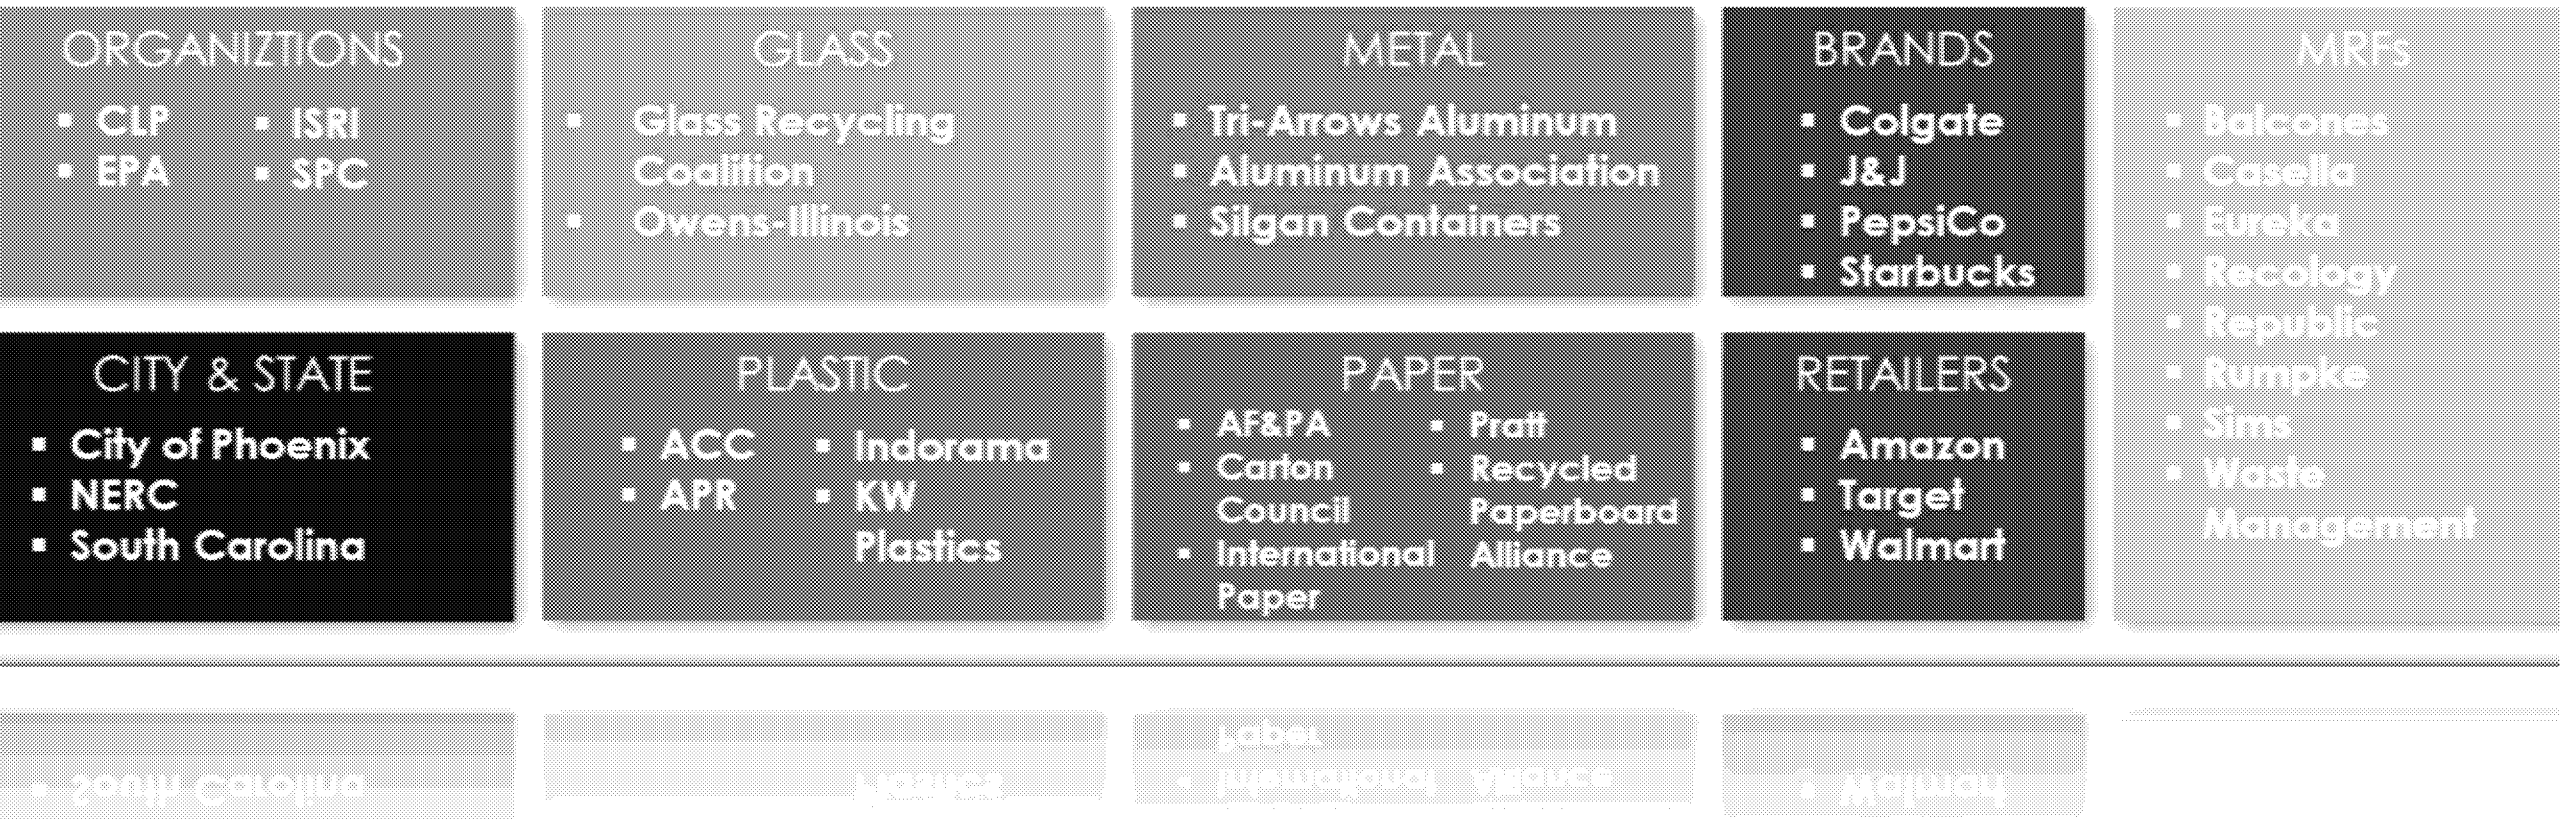 ORGANIZTIONS
▪ CLP
▪ EPA
▪ ISRI
▪ SPC
GLASS
▪ Glass Recycling
Coalition
▪ Owens-Illinois
METAL
▪ Tri-Arrows Aluminum
▪ Aluminum Association
▪ Silgan Containers
BRANDS
▪ Colgate
▪ J&J
▪ PepsiCo
▪ Starbucks
MRFs
▪ Balcones
▪ Casella
▪ Eureka
▪ Recology
▪ Republic
▪ Rumpke
▪ Sims
▪ Waste
Management
CITY & STATE
▪ City of Phoenix
▪ NERC
▪ South Carolina
PLASTIC
▪ ACC
▪ APR
▪ Indorama
▪ KW
Plastics
PAPER
▪ AF&PA
▪ Carton
Council
▪ International
Paper
▪ Pratt
▪ Recycled
Paperboard
Alliance
RETAILERS
▪ Amazon
▪ Target
▪ Walmart